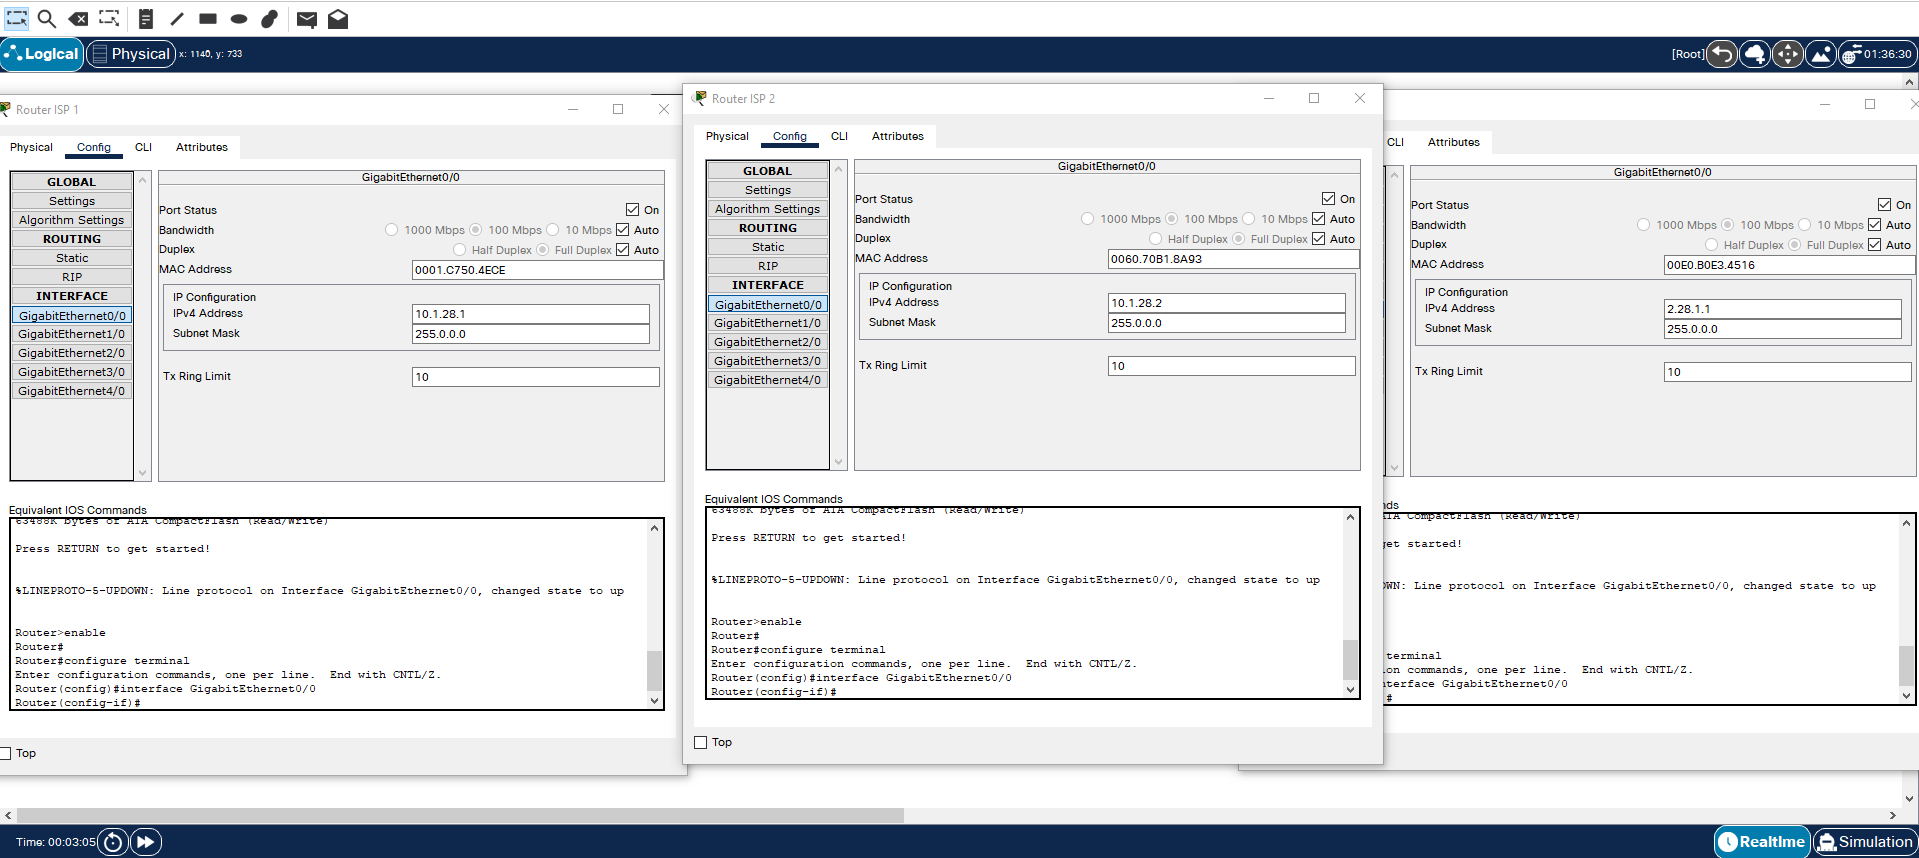 Logical
Physical
x: 1140, y: 733
[Root]
01:36:30
Router ISP 1
Physical
Config
CLI
Attributes
GLOBAL
Settings
Algorithm Settings
ROUTING
Static
RIP
INTERFACE
GigabitEthernet0/0
GigabitEthernet1/0
GigabitEthernet2/0
GigabitEthernet3/0
GigabitEthernet4/0
GigabitEthernet0/0
Port Status
On
Bandwidth
1000 Mbps 100 Mbps 10 Mbps Auto
Duplex
Half Duplex Full Duplex Auto
MAC Address
0001.C750.4ECE
IP Configuration
IPv4 Address
10.1.28.1
Subnet Mask
255.0.0.0
Tx Ring Limit
10
Equivalent IOS Commands
63488K bytes of ATA CompactFlash (Read/Write)
Press RETURN to get started!
%LINEPROTO-5-UPDOWN: Line protocol on Interface GigabitEthernet0/0, changed state to up
Router>enable
Router#
Router#configure terminal
Enter configuration commands, one per line.  End with CNTL/Z.
Router(config)#interface GigabitEthernet0/0
Router(config-if)#
Top
Router ISP 2
Physical
Config
CLI
Attributes
GLOBAL
Settings
Algorithm Settings
ROUTING
Static
RIP
INTERFACE
GigabitEthernet0/0
GigabitEthernet1/0
GigabitEthernet2/0
GigabitEthernet3/0
GigabitEthernet4/0
GigabitEthernet0/0
Port Status
On
Bandwidth
1000 Mbps 100 Mbps 10 Mbps Auto
Duplex
Half Duplex Full Duplex Auto
MAC Address
0060.70B1.8A93
IP Configuration
IPv4 Address
10.1.28.2
Subnet Mask
255.0.0.0
Tx Ring Limit
10
Equivalent IOS Commands
63488K bytes of ATA CompactFlash (Read/Write)
Press RETURN to get started!
%LINEPROTO-5-UPDOWN: Line protocol on Interface GigabitEthernet0/0, changed state to up
Router>enable
Router#
Router#configure terminal
Enter configuration commands, one per line.  End with CNTL/Z.
Router(config)#interface GigabitEthernet0/0
Router(config-if)#
Top
CLI
Attributes
GigabitEthernet0/0
Port Status
On
Bandwidth
1000 Mbps 100 Mbps 10 Mbps Auto
Duplex
Half Duplex Full Duplex Auto
MAC Address
00E0.B0E3.4516
IP Configuration
IPv4 Address
2.28.1.1
Subnet Mask
255.0.0.0
Tx Ring Limit
10
nds
ATA CompactFlash (Read/Write)
get started!
WN: Line protocol on Interface GigabitEthernet0/0, changed state to up
terminal
on commands, one per line.  End with CNTL/Z.
terface GigabitEthernet0/0
#
Time: 00:03:05
Realtime
Simulation